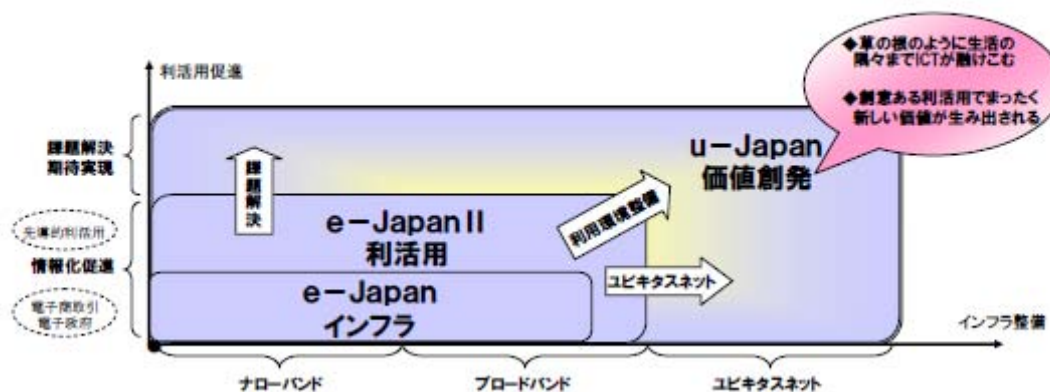 ◆草の根のように生活の
隅々までICTが融けこむ
◆創意ある利活用でまったく
新しい価値が生み出される
利活用促進
課題解決
期待実現
u-Japan
価値創発
課題解決
先導的利活用
e-JapanⅡ
利活用
利用環境整備
情報化促進
ユビキタスネット
電子商取引
電子政府
e-Japan
インフラ
インフラ整備
ナローバンド
ブロードバンド
ユビキタスネット